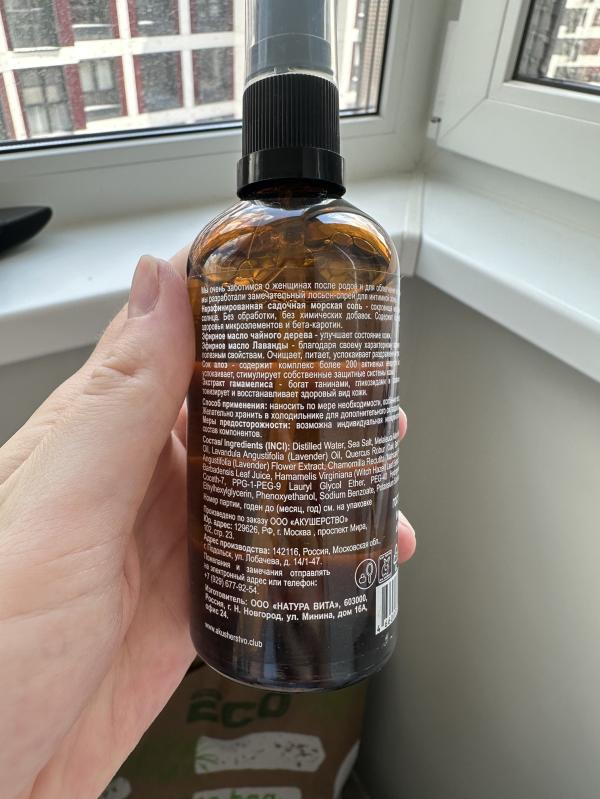 Мы очень заботимся о женщинах после родов и для облегчения
мы разработали замечательный лосьон-спрей для интимной
Нерафинированная садочная морская соль -
солнца. Без обработки, без химических добавок. Содержит
здоровья микроэлементов и бета-каротин.
Эфирное масло чайного дерева - улучшает состояние кожи.
Эфирное масло Лаванды - благодаря своему характерному
полезным свойствам. Очищает, питает, успокаивает
Сок алоэ - содержит комплекс более 200 активных
успокаивает, стимулирует собственные защитные системы
Экстракт гамамелиса - богат танинами, гликозидами и
тонизирует и восстанавливает здоровый вид кожи.
Способ применения: наносить по мере необходимости,
Желательно хранить в холодильнике для дополнительного
Меры предосторожности: возможна индивидуальная
состав компонентов.
Состав/ Ingredients (INCI): Distilled Water, Sea Salt, Melaleuca
Oil, Lavandula Angustifolia (Lavender) Oil, Quercus Robur
Angustifolia (Lavender) Flower Extract, Chamomilla Recutita
Barbadensis Leaf Juice, Hamamelis Virginiana (Witch Hazel) Leaf
Coceth-7, PPG-1-PEG-9 Lauryl Glycol Ether, PEG-40
Ethylhexylglycerin, Phenoxyethanol, Sodium Benzoate, Potassium
Номер партии, годен до (месяц, год) см. на упаковке
Произведено по заказу ООО «АКУШЕРСТВО»
Юр. адрес: 129626, РФ, г. Москва , проспект Мира,
102, стр. 23.
Адрес производства: 142116, Россия, Московская обл.,
г. Подольск, ул. Лобачева, д. 14/1-47.
Пожелания и замечания отправлять
на электронный адрес или телефон:
+7 (929) 677-92-54.
Изготовитель: ООО «НАТУРА ВИТА», 603000,
Россия, г. Н. Новгород, ул. Минина, дом 16А,
офис 24.
www.akusherstvo.club
ECO